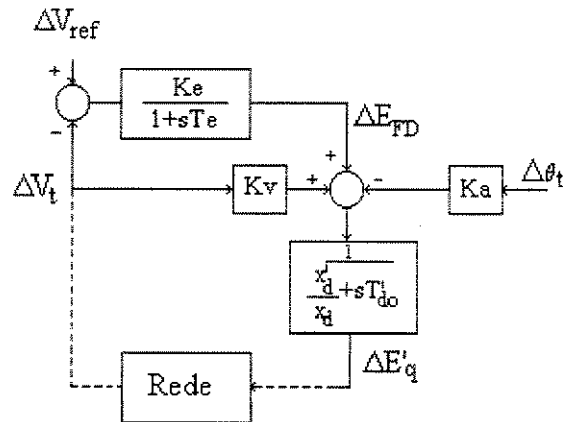 ΔV_ref
+
Ke
1+sTe
-
ΔE_FD
+
ΔV_t
Kv
+
-
Ka
Δθ_t
1
x'_d
x_d
+sT'_do
ΔE'_q
Rede